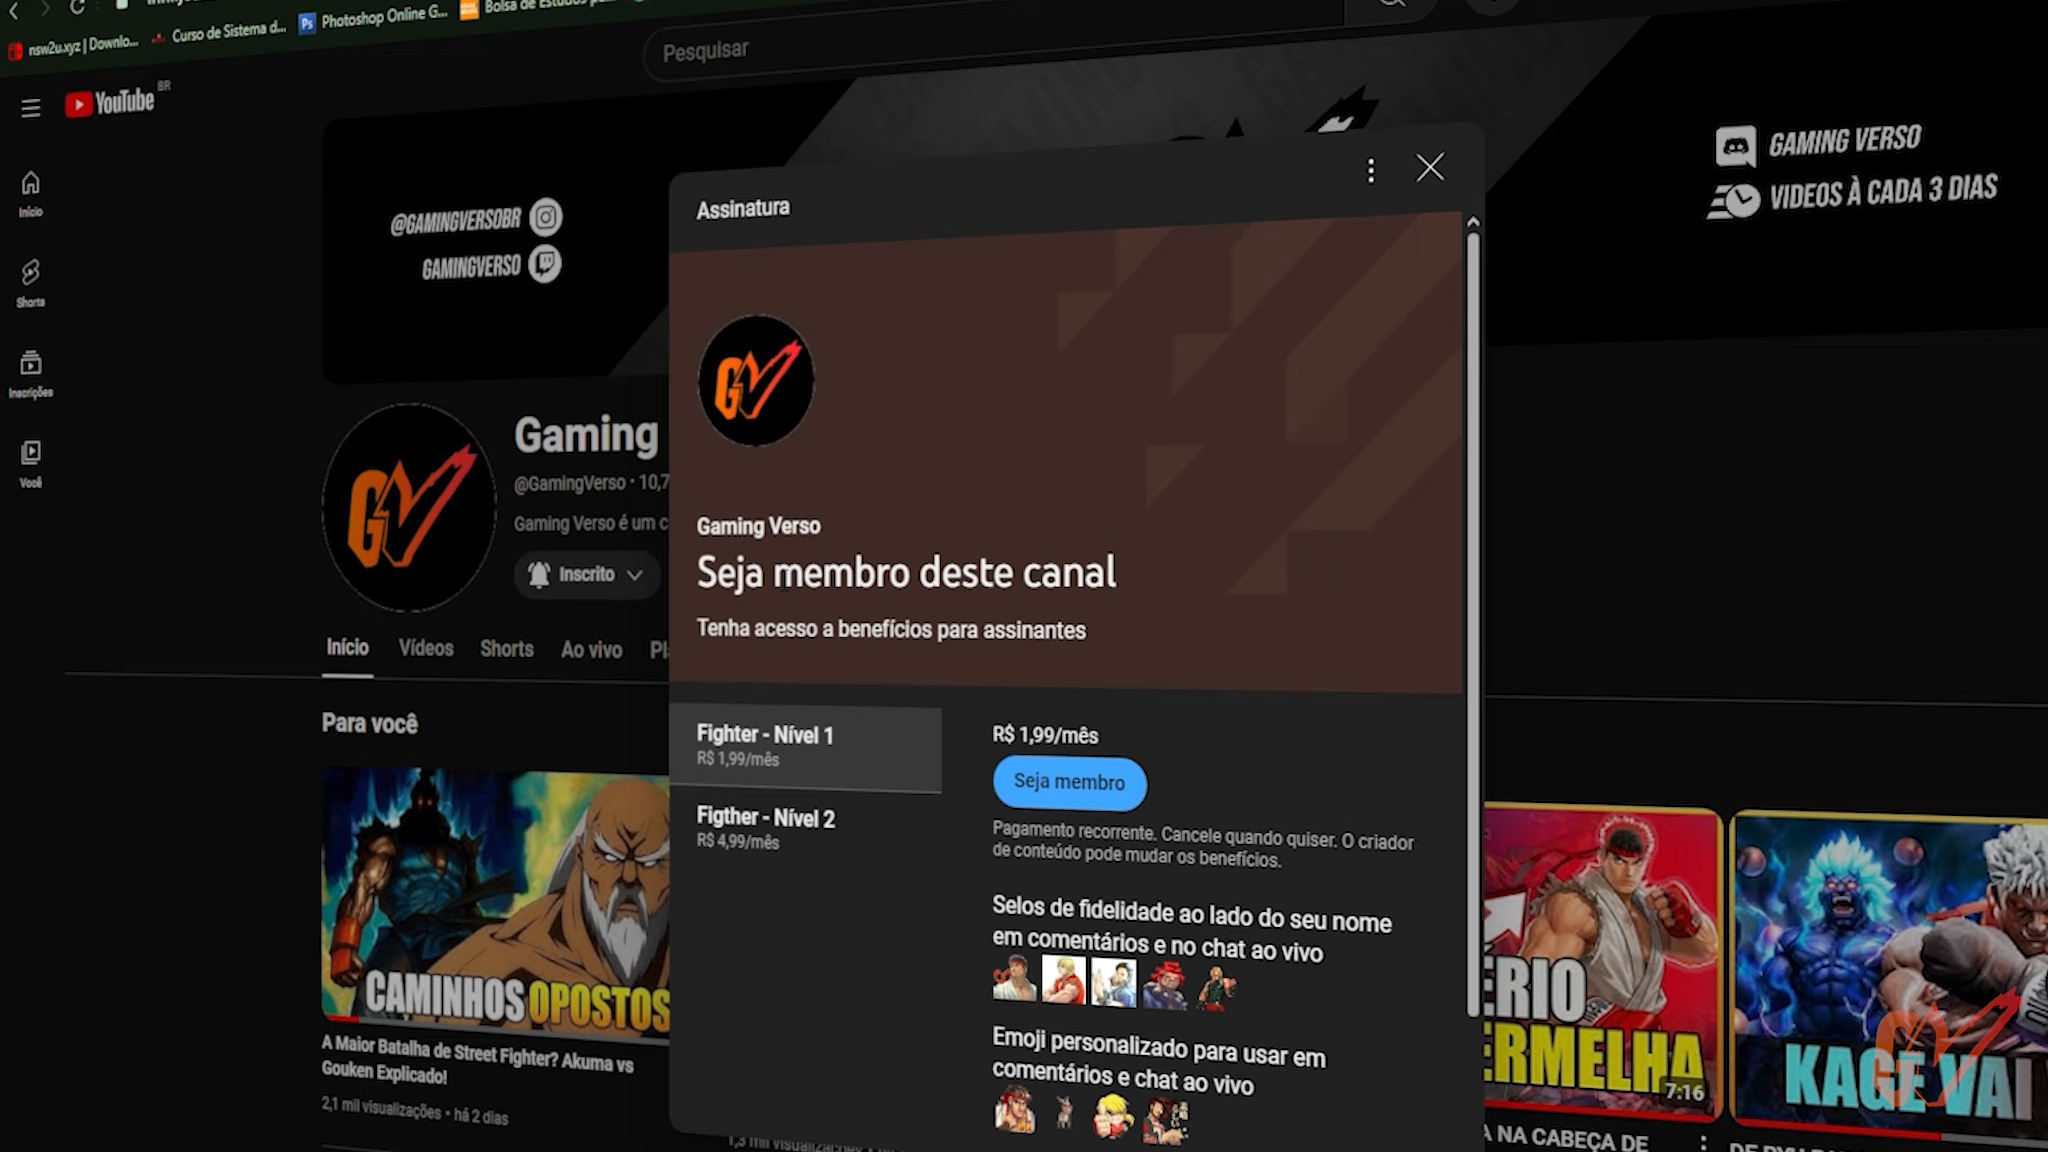 nsw2u.xyz | Downlo...
Curso de Sistema d...
Ps
Photoshop Online G...
YouTube
BR
Pesquisar
Início
Shorts
Inscrições
Você
@GAMINGVERSOBR
GAMINGVERSO
GAMING VERSO
VIDEOS À CADA 3 DIAS
Gaming
@GamingVerso • 10,7
Gaming Verso é um c
Inscrito
Início
Vídeos
Shorts
Ao vivo
Para você
CAMINHOS OPOSTOS
A Maior Batalha de Street Fighter? Akuma vs
Gouken Explicado!
2,1 mil visualizações • há 2 dias
Assinatura
GV
Gaming Verso
Seja membro deste canal
Tenha acesso a benefícios para assinantes
Fighter - Nível 1
R$ 1,99/mês
Figther - Nível 2
R$ 4,99/mês
R$ 1,99/mês
Seja membro
Pagamento recorrente. Cancele quando quiser. O criador
de conteúdo pode mudar os benefícios.
Selos de fidelidade ao lado do seu nome
em comentários e no chat ao vivo
Emoji personalizado para usar em
comentários e chat ao vivo
ÉRIO
ERMELHA
7:16
A NA CABEÇA DE
KAGE VAI